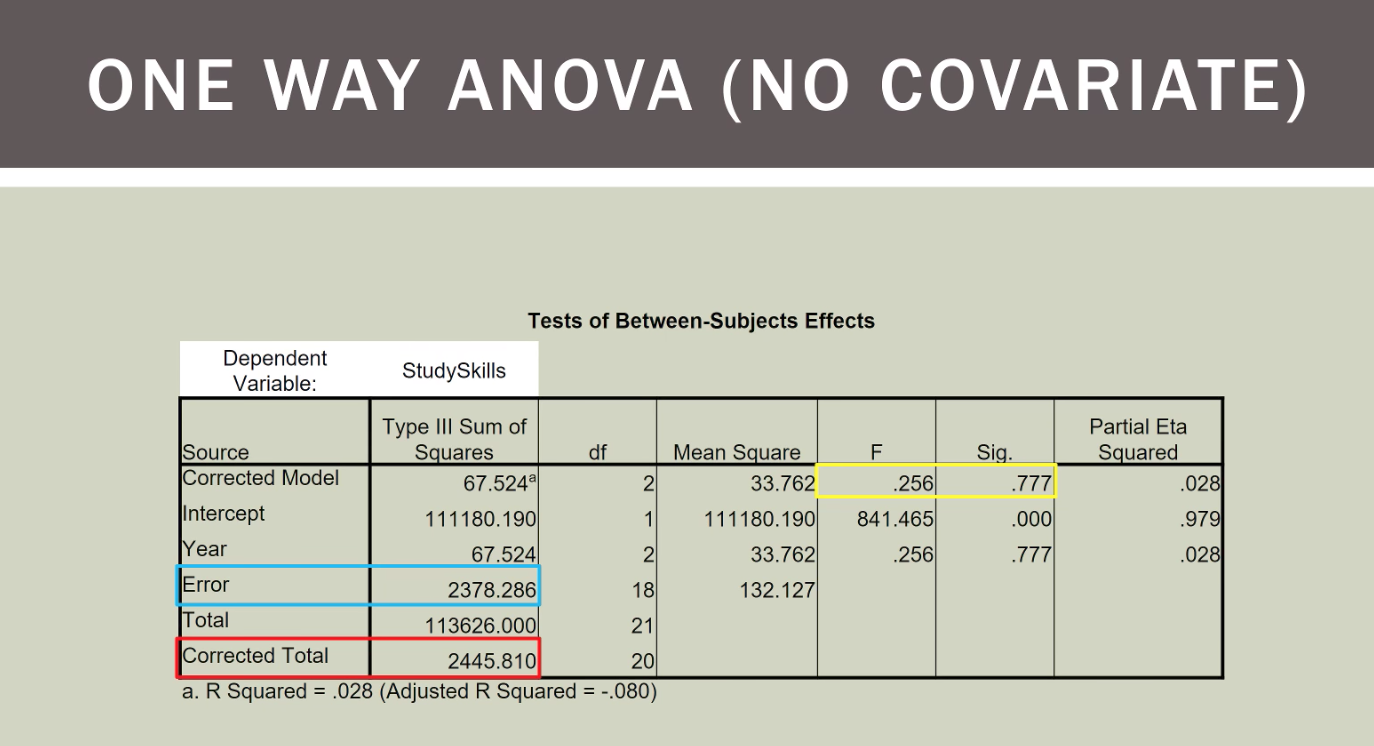 ONE WAY ANOVA (NO COVARIATE)
Tests of Between-Subjects Effects
Dependent Variable: StudySkills
Source Type III Sum of Squares df Mean Square F Sig. Partial Eta Squared
Corrected Model 67.524a 2 33.762 .256 .777 .028
Intercept 111180.190 1 111180.190 841.465 .000 .979
Year 67.524 2 33.762 .256 .777 .028
Error 2378.286 18 132.127
Total 113626.000 21
Corrected Total 2445.810 20
a. R Squared = .028 (Adjusted R Squared = -.080)